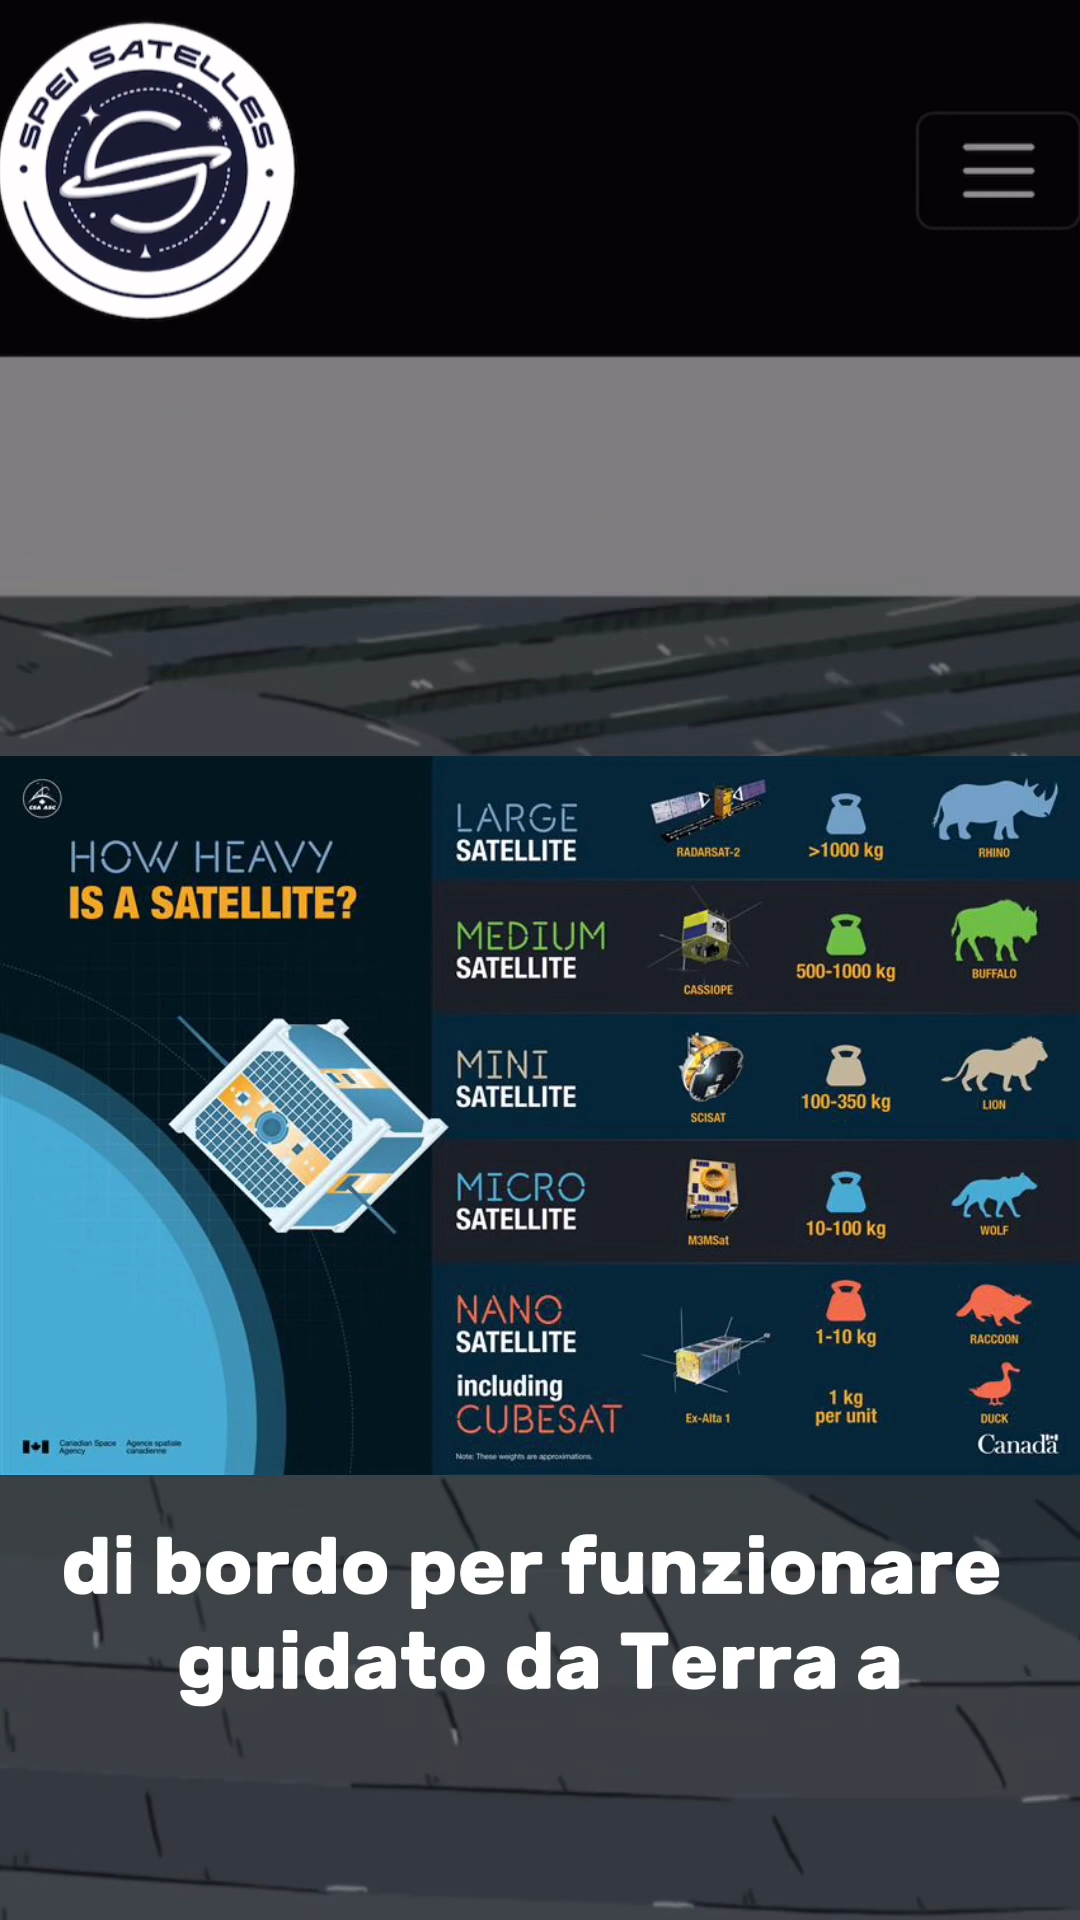 SPEI SATELLES
CSA ASC
HOW HEAVY
IS A SATELLITE?
LARGE
SATELLITE
RADARSAT-2
>1000 kg
RHINO
MEDIUM
SATELLITE
CASSIOPE
500-1000 kg
BUFFALO
MINI
SATELLITE
SCISAT
100-350 kg
LION
MICRO
SATELLITE
M3MSat
10-100 kg
WOLF
NANO
SATELLITE
including
CUBESAT
Ex-Alta 1
1-10 kg
RACCOON
1 kg
per unit
DUCK
Note: These weights are approximations.
Canadian Space
Agency
Agence spatiale
canadienne
Canada
di bordo per funzionare
guidato da Terra a